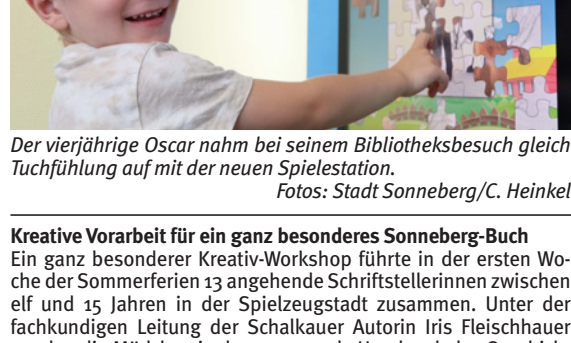 Der vierjährige Oscar nahm bei seinem Bibliotheksbesuch gleich
Tuchfühlung auf mit der neuen Spielestation.
Fotos: Stadt Sonneberg/C. Heinkel
Kreative Vorarbeit für ein ganz besonderes Sonneberg-Buch
Ein ganz besonderer Kreativ-Workshop führte in der ersten Wo-
che der Sommerferien 13 angehende Schriftstellerinnen zwischen
elf und 15 Jahren in der Spielzeugstadt zusammen. Unter der
fachkundigen Leitung der Schalkauer Autorin Iris Fleischhauer